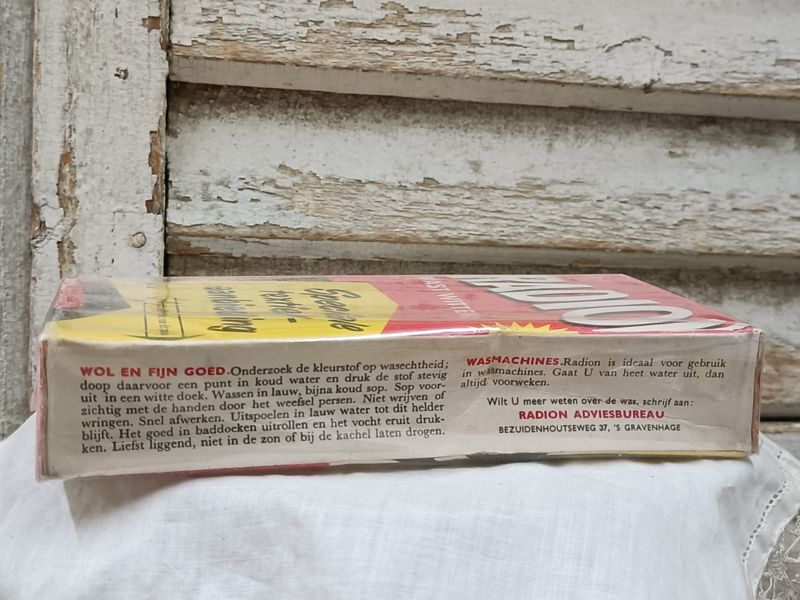 RADION
Speciale
extra-
WOL EN FIJN GOED. Onderzoek de kleurstof op wasechtheid;
doop daarvoor een punt in koud water en druk de stof stevig
uit in een witte doek. Wassen in lauw, bijna koud sop. Sop voor-
zichtig met de handen door het weefsel persen. Niet wrijven of
wringen. Snel afwerken. Uitspoelen in lauw water tot dit helder
blijft. Het goed in baddoeken uitrollen en het vocht eruit druk-
ken. Liefst liggend, niet in de zon of bij de kachel laten drogen.
WASMACHINES. Radion is ideaal voor gebruik
in wasmachines. Gaat U van heet water uit, dan
altijd voorweken.
Wilt U meer weten over de was, schrijf aan:
RADION ADVIESBUREAU
BEZUIDENHOUTSEWEG 37, 'S GRAVENHAGE